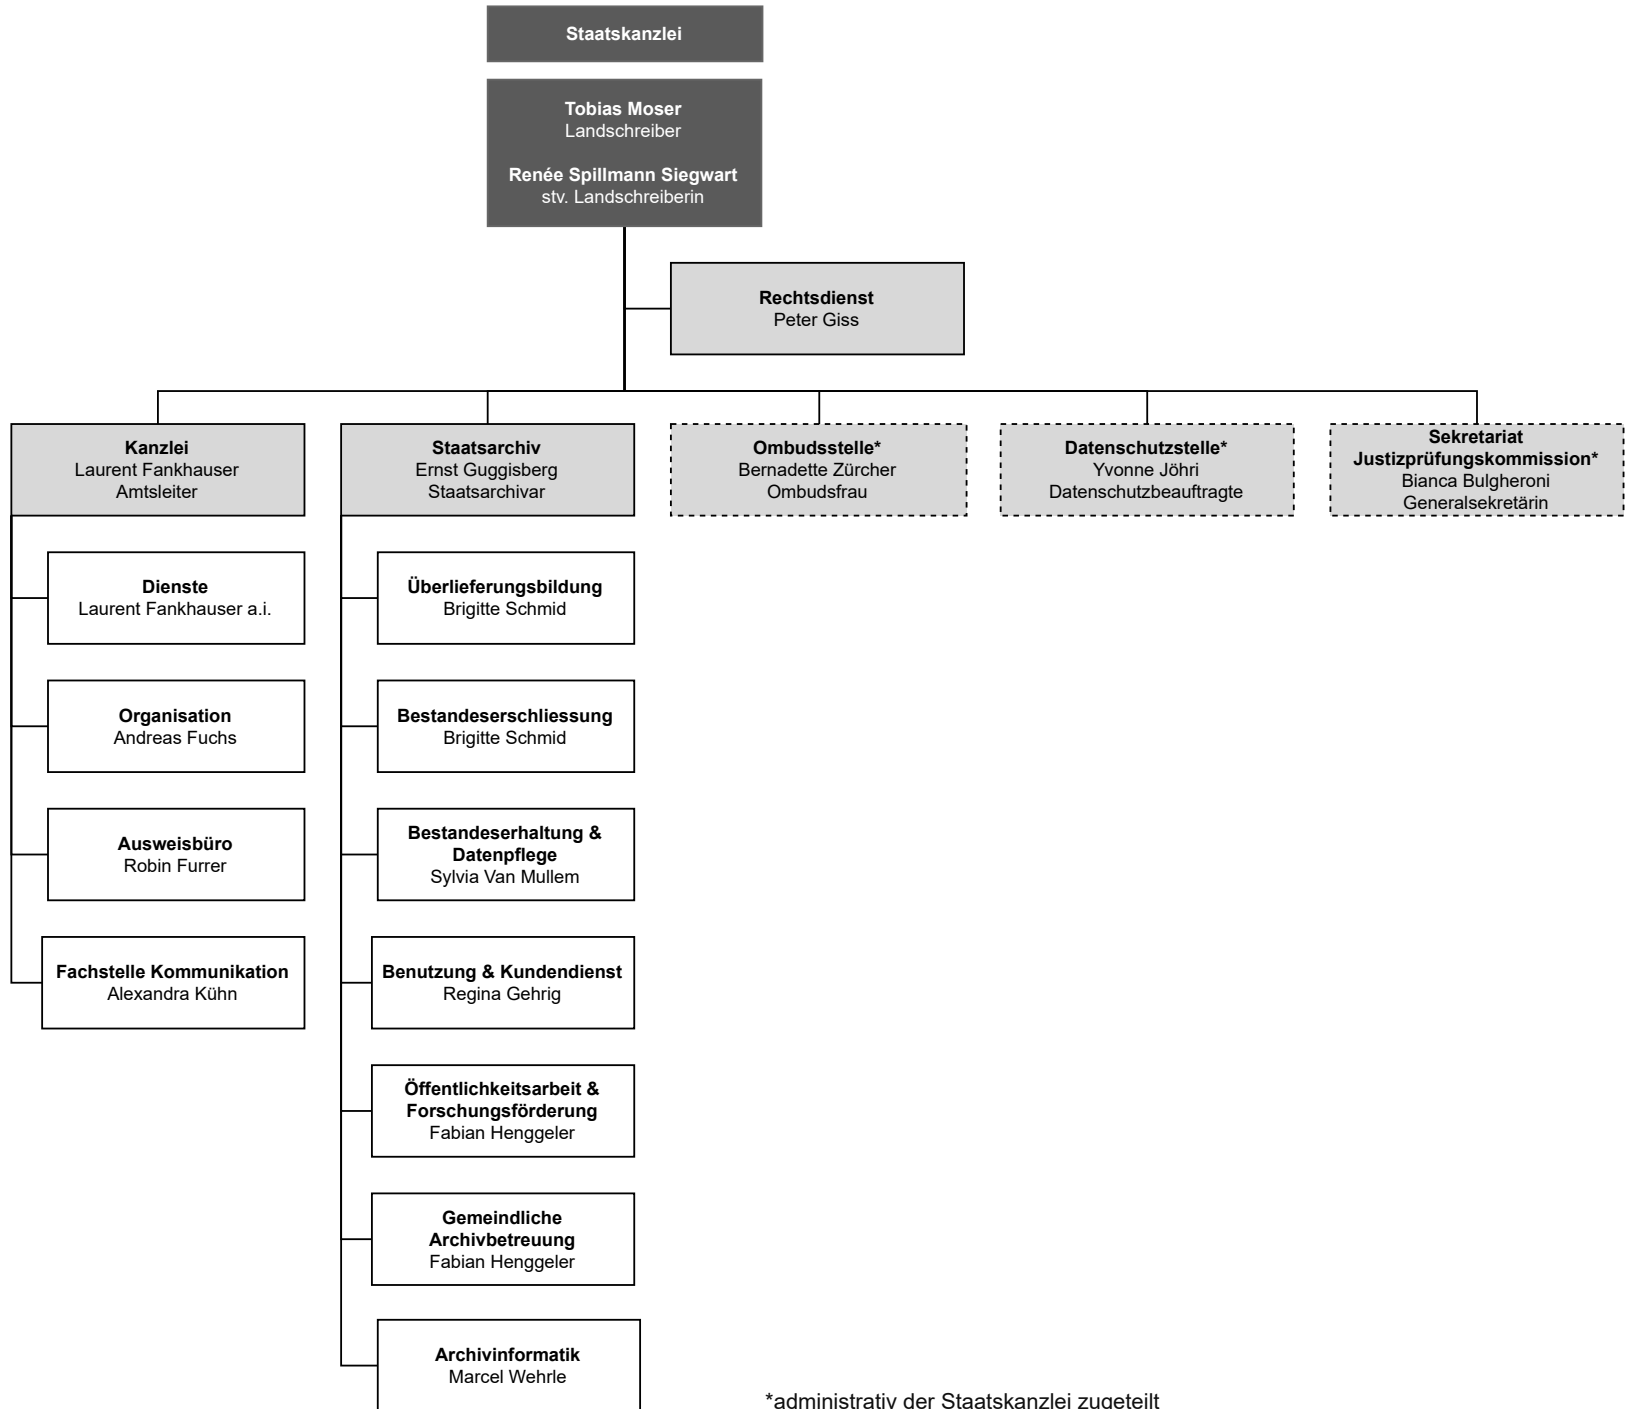 Staatskanzlei
Tobias Moser
Landschreiber
Renée Spillmann Siegwart
stv. Landschreiberin
Rechtsdienst
Peter Giss
Kanzlei
Laurent Fankhauser
Amtsleiter
Staatsarchiv
Ernst Guggisberg
Staatsarchivar
Ombudsstelle*
Bernadette Zürcher
Ombudsfrau
Datenschutzstelle*
Yvonne Jöhri
Datenschutzbeauftragte
Sekretariat
Justizprüfungskommission*
Bianca Bulgheroni
Generalsekretärin
Dienste
Laurent Fankhauser a.i.
Organisation
Andreas Fuchs
Ausweisbüro
Robin Furrer
Fachstelle Kommunikation
Alexandra Kühn
Überlieferungsbildung
Brigitte Schmid
Bestandeserschliessung
Brigitte Schmid
Bestandeserhaltung &
Datenpflege
Sylvia Van Mullem
Benutzung & Kundendienst
Regina Gehrig
Öffentlichkeitsarbeit &
Forschungsförderung
Fabian Henggeler
Gemeindliche
Archivbetreuung
Fabian Henggeler
Archivinformatik
Marcel Wehrle
*administrativ der Staatskanzlei zugeteilt